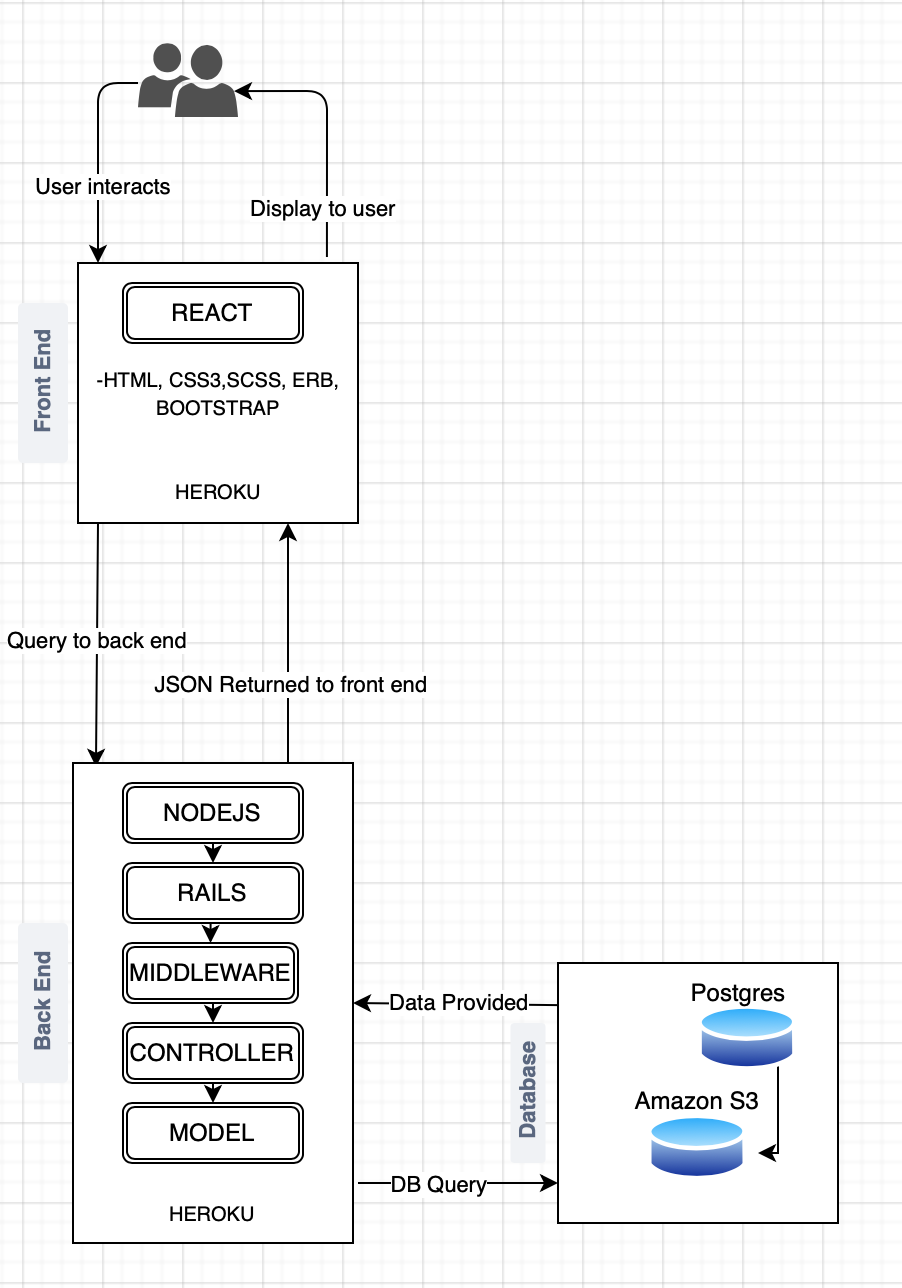 User interacts
Display to user
Front End
REACT
-HTML, CSS3,SCSS, ERB,
BOOTSTRAP
HEROKU
Query to back end
JSON Returned to front end
Back End
NODEJS
RAILS
MIDDLEWARE
CONTROLLER
MODEL
HEROKU
Data Provided
DB Query
Database
Postgres
Amazon S3